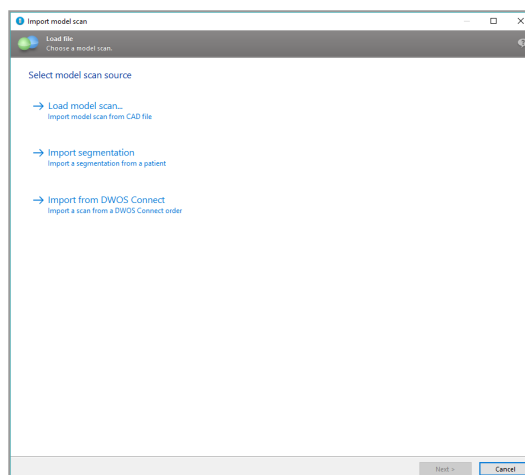 Import model scan
Load file
Choose a model scan.
Select model scan source
→ Load model scan...
Import model scan from CAD file
→ Import segmentation
Import a segmentation from a patient
→ Import from DWOS Connect
Import a scan from a DWOS Connect order
Next >
Cancel